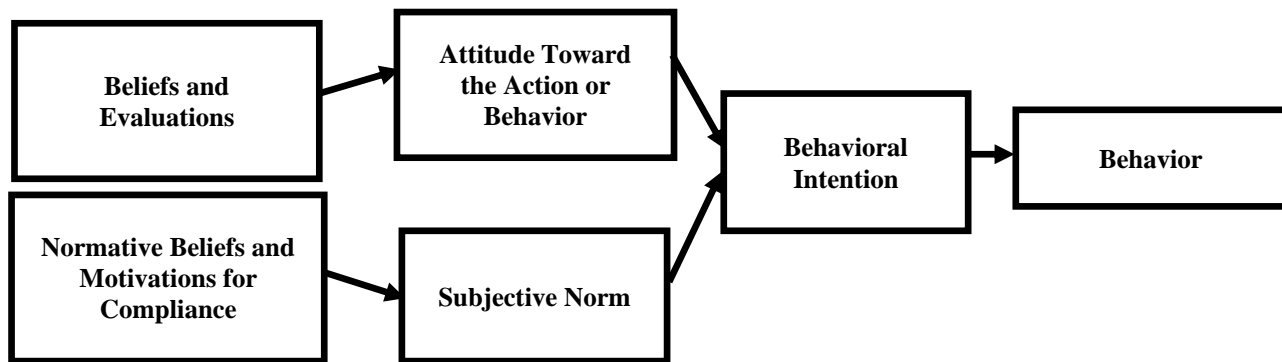 Beliefs and
Evaluations
Attitude Toward
the Action or
Behavior
Normative Beliefs and
Motivations for
Compliance
Subjective Norm
Behavioral
Intention
Behavior